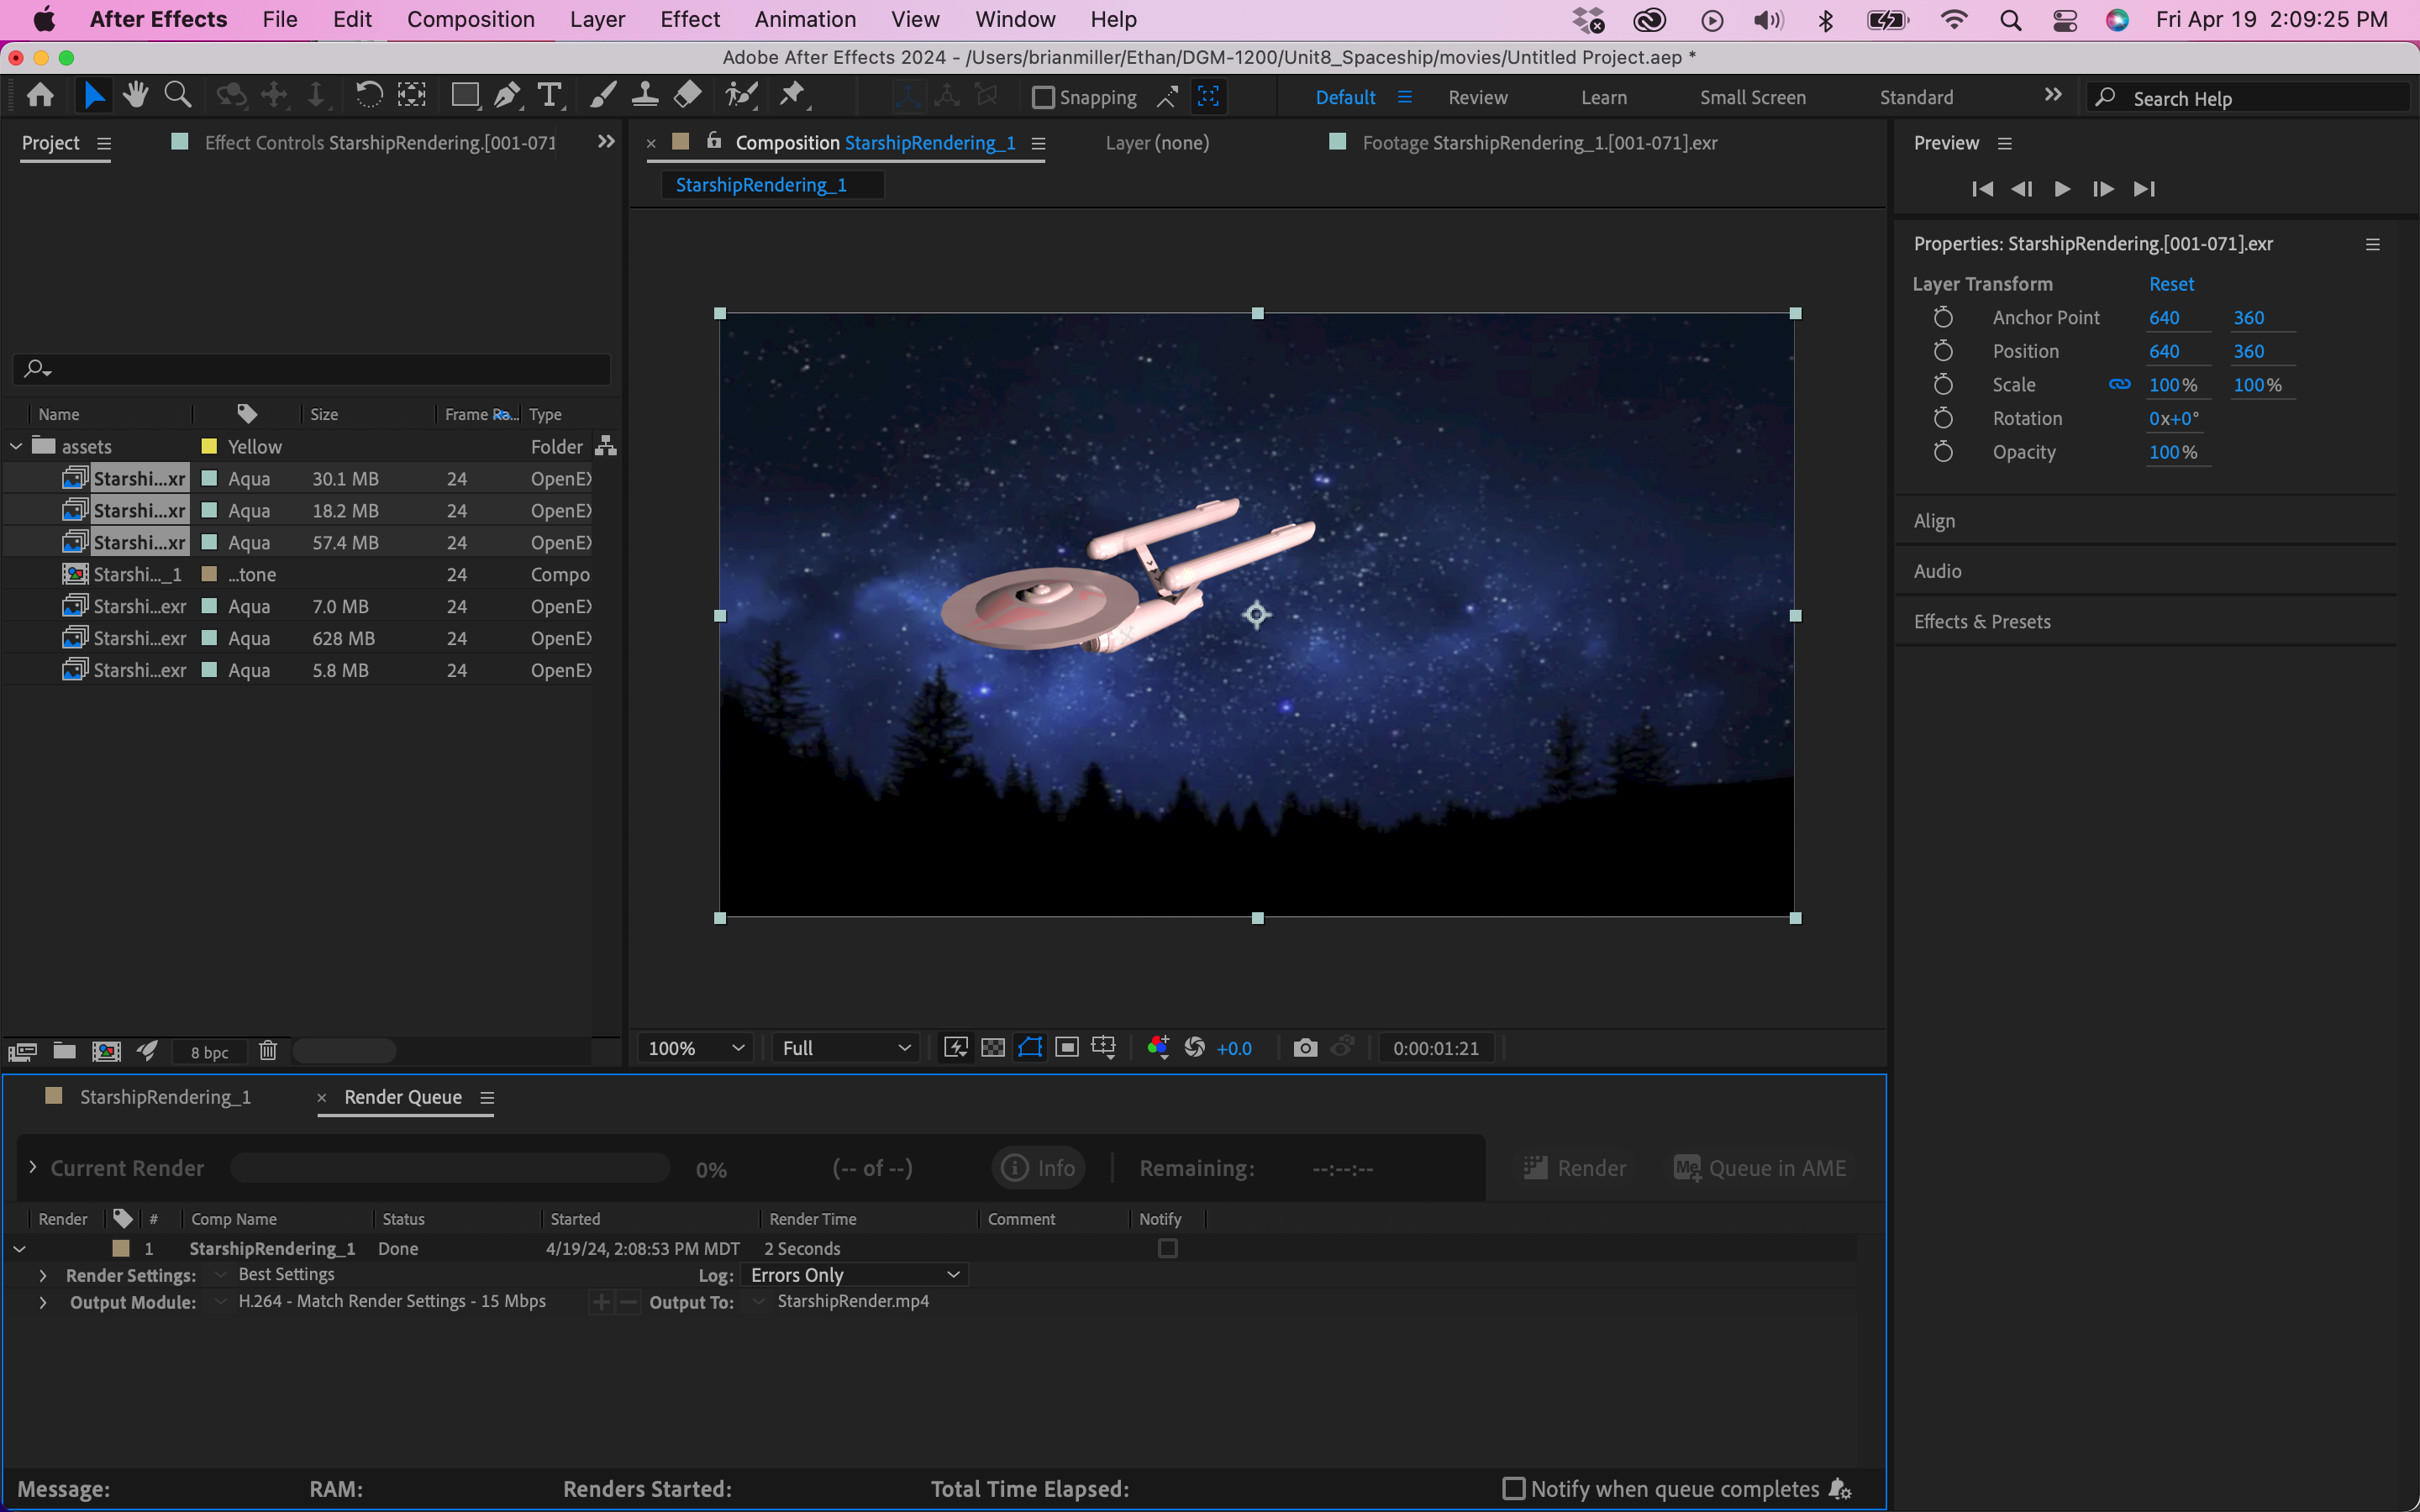 After Effects File Edit Composition Layer Effect Animation View Window Help Fri Apr 19 2:09:25 PM
Adobe After Effects 2024 - /Users/brianmiller/Ethan/DGM-1200/Unit8_Spaceship/movies/Untitled Project.aep *
Snapping Default Review Learn Small Screen Standard Search Help
Project Effect Controls StarshipRendering.[001-071 Composition StarshipRendering_1 Layer (none) Footage StarshipRendering_1.[001-071].exr Preview
StarshipRendering_1
Properties: StarshipRendering.[001-071].exr
Layer Transform Reset
Anchor Point 640 360
Position 640 360
Scale 100% 100%
Rotation 0x+0°
Opacity 100%
Align
Audio
Effects & Presets
Name Size Frame Ra... Type
assets Yellow Folder
Starshi...xr Aqua 30.1 MB 24 OpenEX
Starshi...xr Aqua 18.2 MB 24 OpenEX
Starshi...xr Aqua 57.4 MB 24 OpenEX
Starshi..._1 ...tone 24 Compo
Starshi...exr Aqua 7.0 MB 24 OpenEX
Starshi...exr Aqua 628 MB 24 OpenEX
Starshi...exr Aqua 5.8 MB 24 OpenEX
8 bpc 100% Full +0.0 0:00:01:21
StarshipRendering_1 Render Queue
Current Render 0% (-- of --) Info Remaining: --:--:-- Render Me Queue in AME
Render # Comp Name Status Started Render Time Comment Notify
1 StarshipRendering_1 Done 4/19/24, 2:08:53 PM MDT 2 Seconds
Render Settings: Best Settings Log: Errors Only
Output Module: H.264 - Match Render Settings - 15 Mbps Output To: StarshipRender.mp4
Message: RAM: Renders Started: Total Time Elapsed: Notify when queue completes